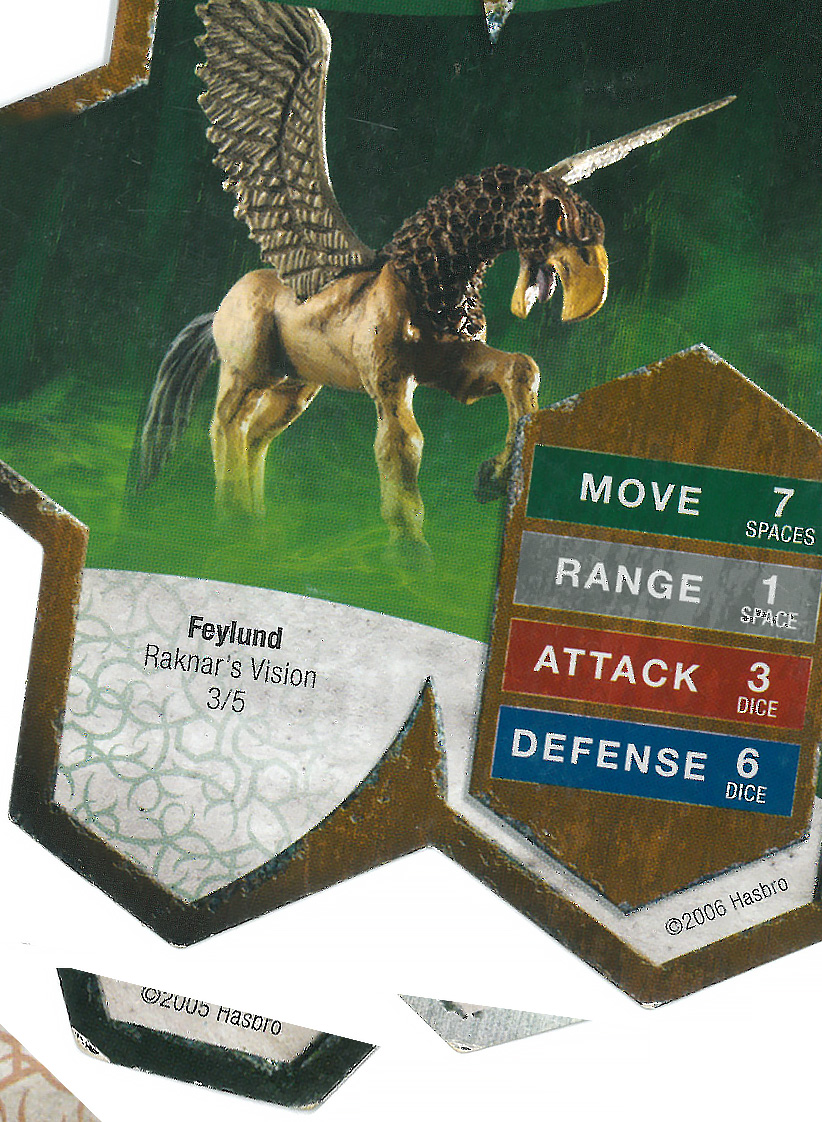 MOVE 7
SPACES
RANGE 1
SPACE
ATTACK 3
DICE
DEFENSE 6
DICE
Feylund
Raknar's Vision
3/5
©2006 Hasbro
©2005 Hasbro